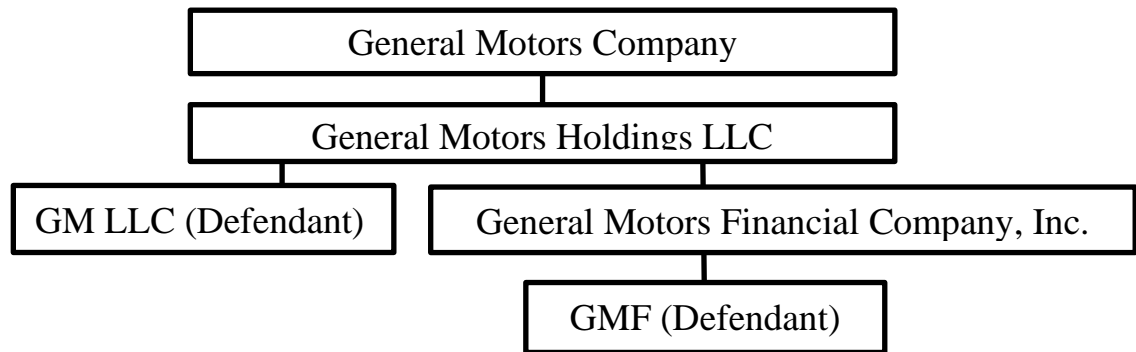 General Motors Company
General Motors Holdings LLC
GM LLC (Defendant)
General Motors Financial Company, Inc.
GMF (Defendant)